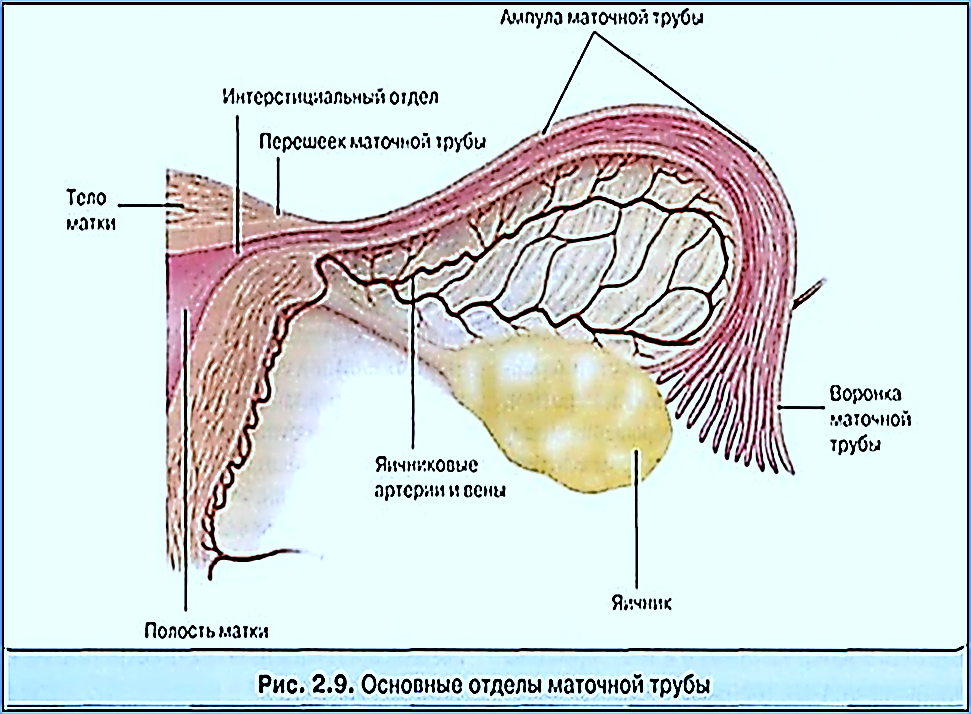 Ампула маточной трубы
Интерстициальный отдел
Перешеек маточной трубы
Тело
матки
Воронка
маточной
трубы
Яичниковые
артерии и вены
Яичник
Полость матки
Рис. 2.9. Основные отделы маточной трубы